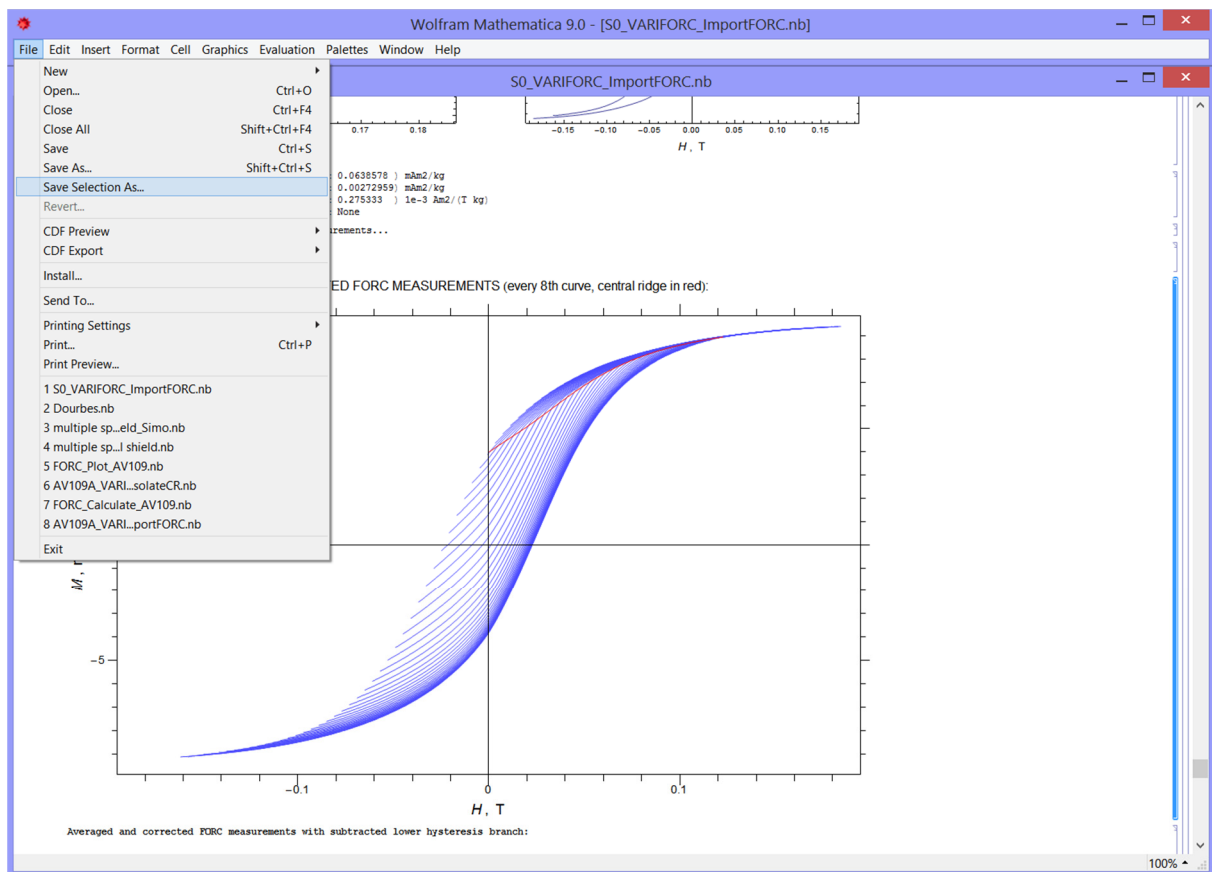 Wolfram Mathematica 9.0 - [S0_VARIFORC_ImportFORC.nb]
File Edit Insert Format Cell Graphics Evaluation Palettes Window Help
S0_VARIFORC_ImportFORC.nb
New
Open... Ctrl+O
Close Ctrl+F4
Close All Shift+Ctrl+F4
Save Ctrl+S
Save As... Shift+Ctrl+S
Save Selection As...
Revert...
CDF Preview
CDF Export
Install...
Send To...
Printing Settings
Print... Ctrl+P
Print Preview...
1 S0_VARIFORC_ImportFORC.nb
2 Dourbes.nb
3 multiple sp...eld_Simo.nb
4 multiple sp...l shield.nb
5 FORC_Plot_AV109.nb
6 AV109A_VARI...solateCR.nb
7 FORC_Calculate_AV109.nb
8 AV109A_VARI...portFORC.nb
Exit
0.17 0.18
-0.15 -0.10 -0.05 0.00 0.05 0.10 0.15
H, T
0.0638578 ) mAm2/kg
0.00272959) mAm2/kg
0.275333 ) 1e-3 Am2/(T kg)
None
rements...
ED FORC MEASUREMENTS (every 8th curve, central ridge in red):
M,
-5
-0.1 0 0.1
H, T
Averaged and corrected FORC measurements with subtracted lower hysteresis branch:
100%